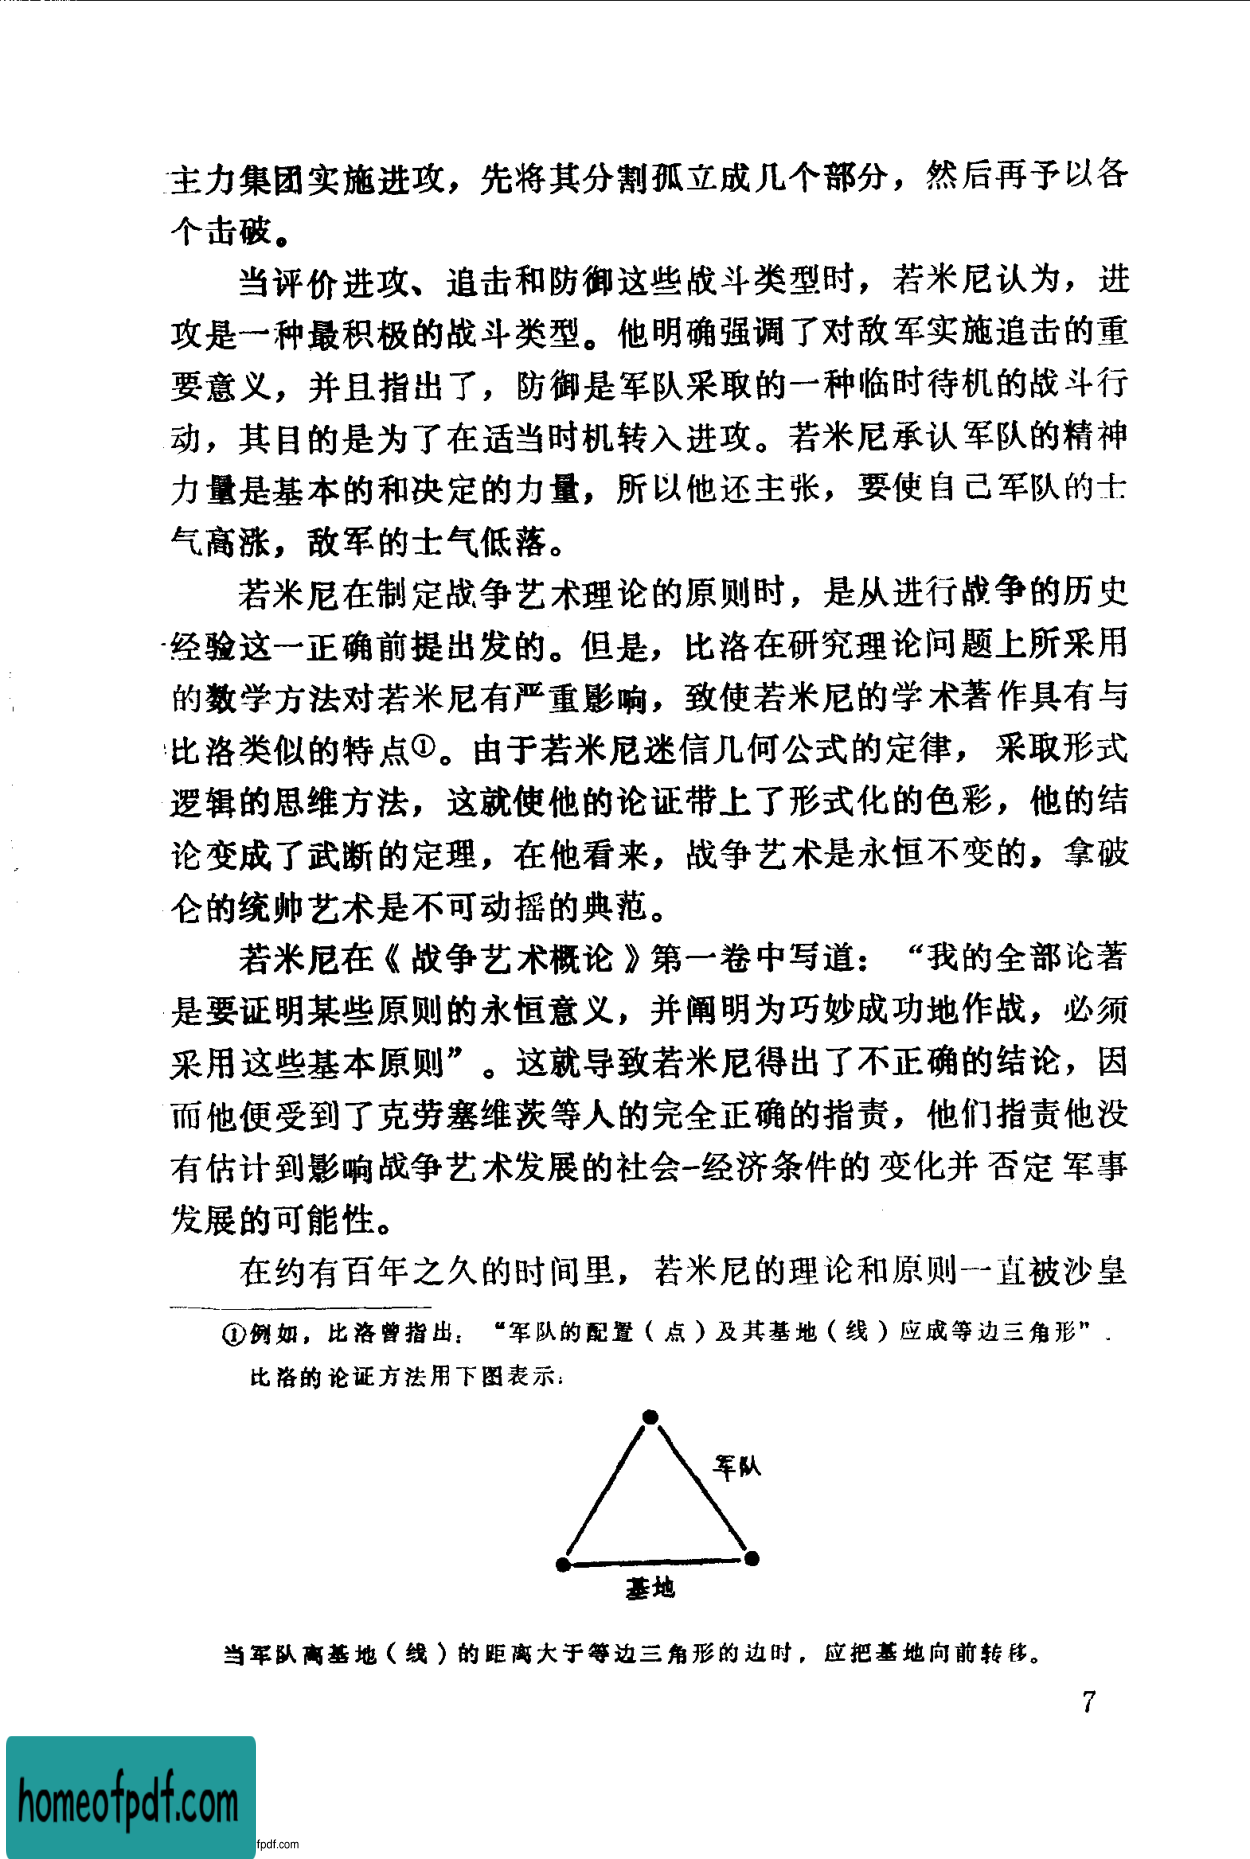 主力集团实施进攻，先将其分割孤立成几个部分，然后再予以各
个击破。
当评价进攻、追击和防御这些战斗类型时，若米尼认为，进
攻是一种最积极的战斗类型。他明确强调了对敌军实施追击的重
要意义，并且指出了，防御是军队采取的一种临时待机的战斗行
动，其目的是为了在适当时机转入进攻。若米尼承认军队的精神
力量是基本的和决定的力量，所以他还主张，要使自己军队的士
气高涨，敌军的士气低落。
若米尼在制定战争艺术理论的原则时，是从进行战争的历史
经验这一正确前提出发的。但是，比洛在研究理论问题上所采用
的数学方法对若米尼有严重影响，致使若米尼的学术著作具有与
比洛类似的特点①。由于若米尼迷信几何公式的定律，采取形式
逻辑的思维方法，这就使他的论证带上了形式化的色彩，他的结
论变成了武断的定理，在他看来，战争艺术是永恒不变的，拿破
仑的统帅艺术是不可动摇的典范。
若米尼在《战争艺术概论》第一卷中写道：“我的全部论著
是要证明某些原则的永恒意义，并阐明为巧妙成功地作战，必须
采用这些基本原则”。这就导致若米尼得出了不正确的结论，因
而他便受到了克劳塞维茨等人的完全正确的指责，他们指责他没
有估计到影响战争艺术发展的社会-经济条件的变化并否定军事
发展的可能性。
在约有百年之久的时间里，若米尼的理论和原则一直被沙皇
①例如，比洛曾指出：“军队的配置（点）及其基地（线）应成等边三角形”．
比洛的论证方法用下图表示：
军队
基地
当军队离基地（线）的距离大于等边三角形的边时，应把基地向前转移。
7
homeofpdf.com
fpdf.com